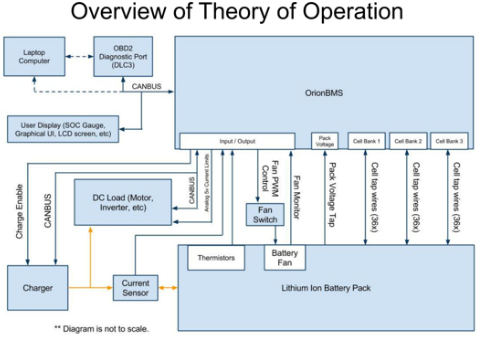 Overview of Theory of Operation
Laptop
Computer
OBD2
Diagnostic Port
(DLC3)
CANBUS
OrionBMS
User Display (SOC Gauge,
Graphical UI, LCD screen, etc)
Input / Output
Pack
Voltage
Cell Bank 1
Cell Bank 2
Cell Bank 3
Charge Enable
CANBUS
DC Load (Motor,
Inverter, etc)
CANBUS
Analog 5v Current Limits
Fan PWM
Control
Fan Monitor
Pack Voltage Tap
Cell tap wires (36x)
Cell tap wires (36x)
Cell tap wires (36x)
Fan
Switch
Thermistors
Battery
Fan
Charger
Current
Sensor
Lithium Ion Battery Pack
** Diagram is not to scale.